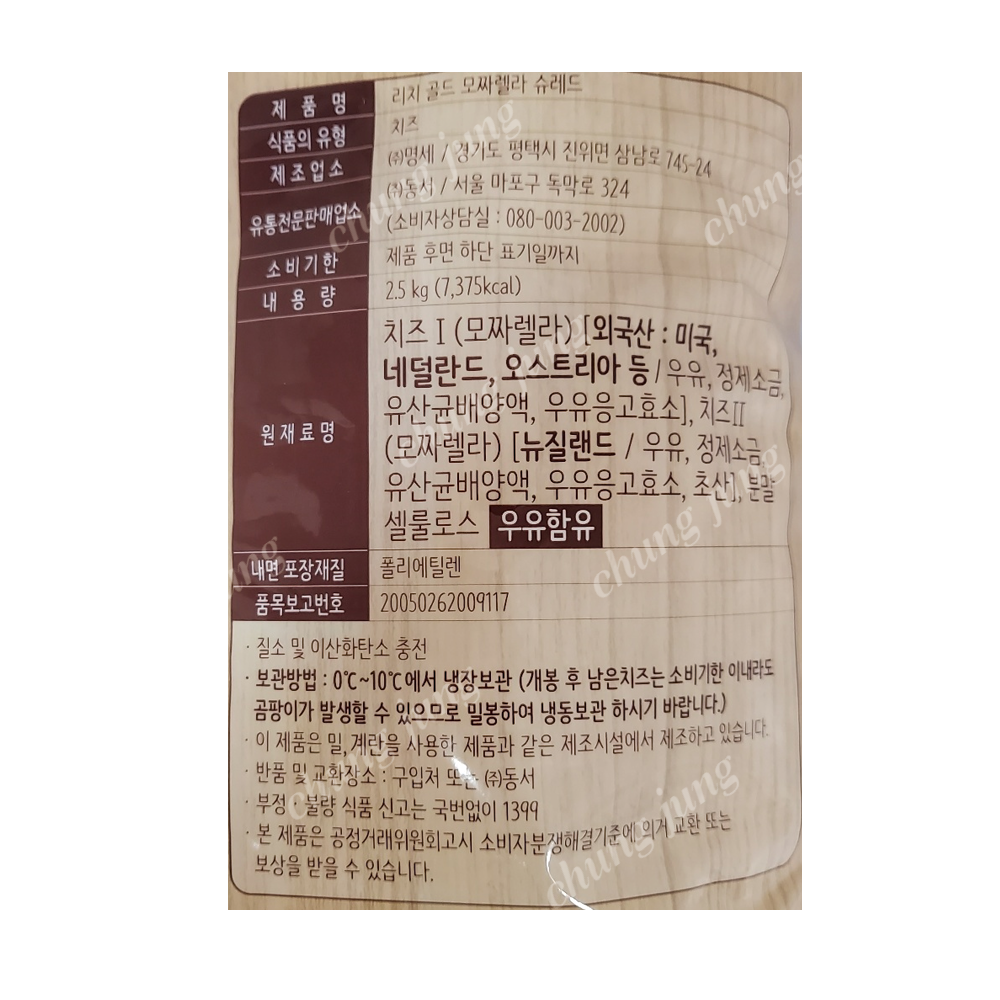 제 품 명 리치 골드 모짜렐라 슈레드
식품의 유형 치즈
제 조 업 소 ㈜명세 / 경기도 평택시 진위면 삼남로 745-24
유통전문판매업소 ㈜동서 / 서울 마포구 독막로 324
(소비자상담실 : 080-003-2002)
소 비 기 한 제품 후면 하단 표기일까지
내 용 량 2.5 kg (7,375kcal)
원 재 료 명 치즈Ⅰ(모짜렐라) [외국산 : 미국,
네덜란드, 오스트리아 등 / 우유, 정제소금,
유산균배양액, 우유응고효소], 치즈Ⅱ
(모짜렐라) [뉴질랜드 / 우유, 정제소금,
유산균배양액, 우유응고효소, 초산], 분말
셀룰로스 우유함유
내면 포장재질 폴리에틸렌
품목보고번호 20050262009117
· 질소 및 이산화탄소 충전
· 보관방법 : 0℃~10℃에서 냉장보관 (개봉 후 남은치즈는 소비기한 이내라도
곰팡이가 발생할 수 있으므로 밀봉하여 냉동보관 하시기 바랍니다.)
· 이 제품은 밀,계란을 사용한 제품과 같은 제조시설에서 제조하고 있습니다.
· 반품 및 교환장소 : 구입처 또는 ㈜동서
· 부정 · 불량 식품 신고는 국번없이 1399
· 본 제품은 공정거래위원회고시 소비자분쟁해결기준에 의거 교환 또는
보상을 받을 수 있습니다.
chung jung
chung jung
chung jung
chung jung
chung jung
chung jung